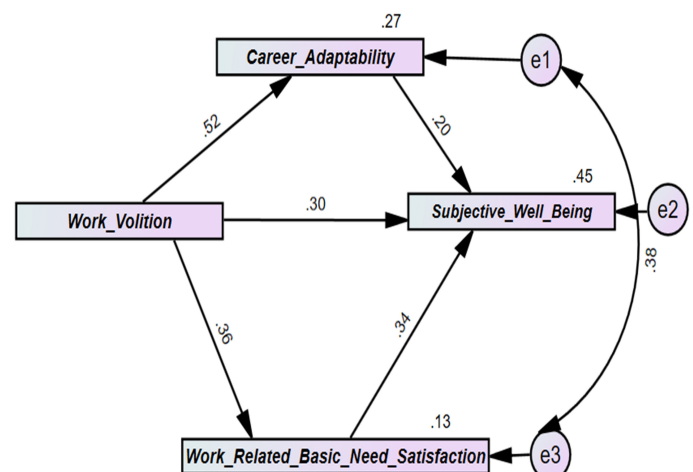 .27
Career_Adaptability
e1
.52
.20
.45
Work_Volition
.30
Subjective_Well_Being
e2
.38
.36
.34
.13
Work_Related_Basic_Need_Satisfaction
e3